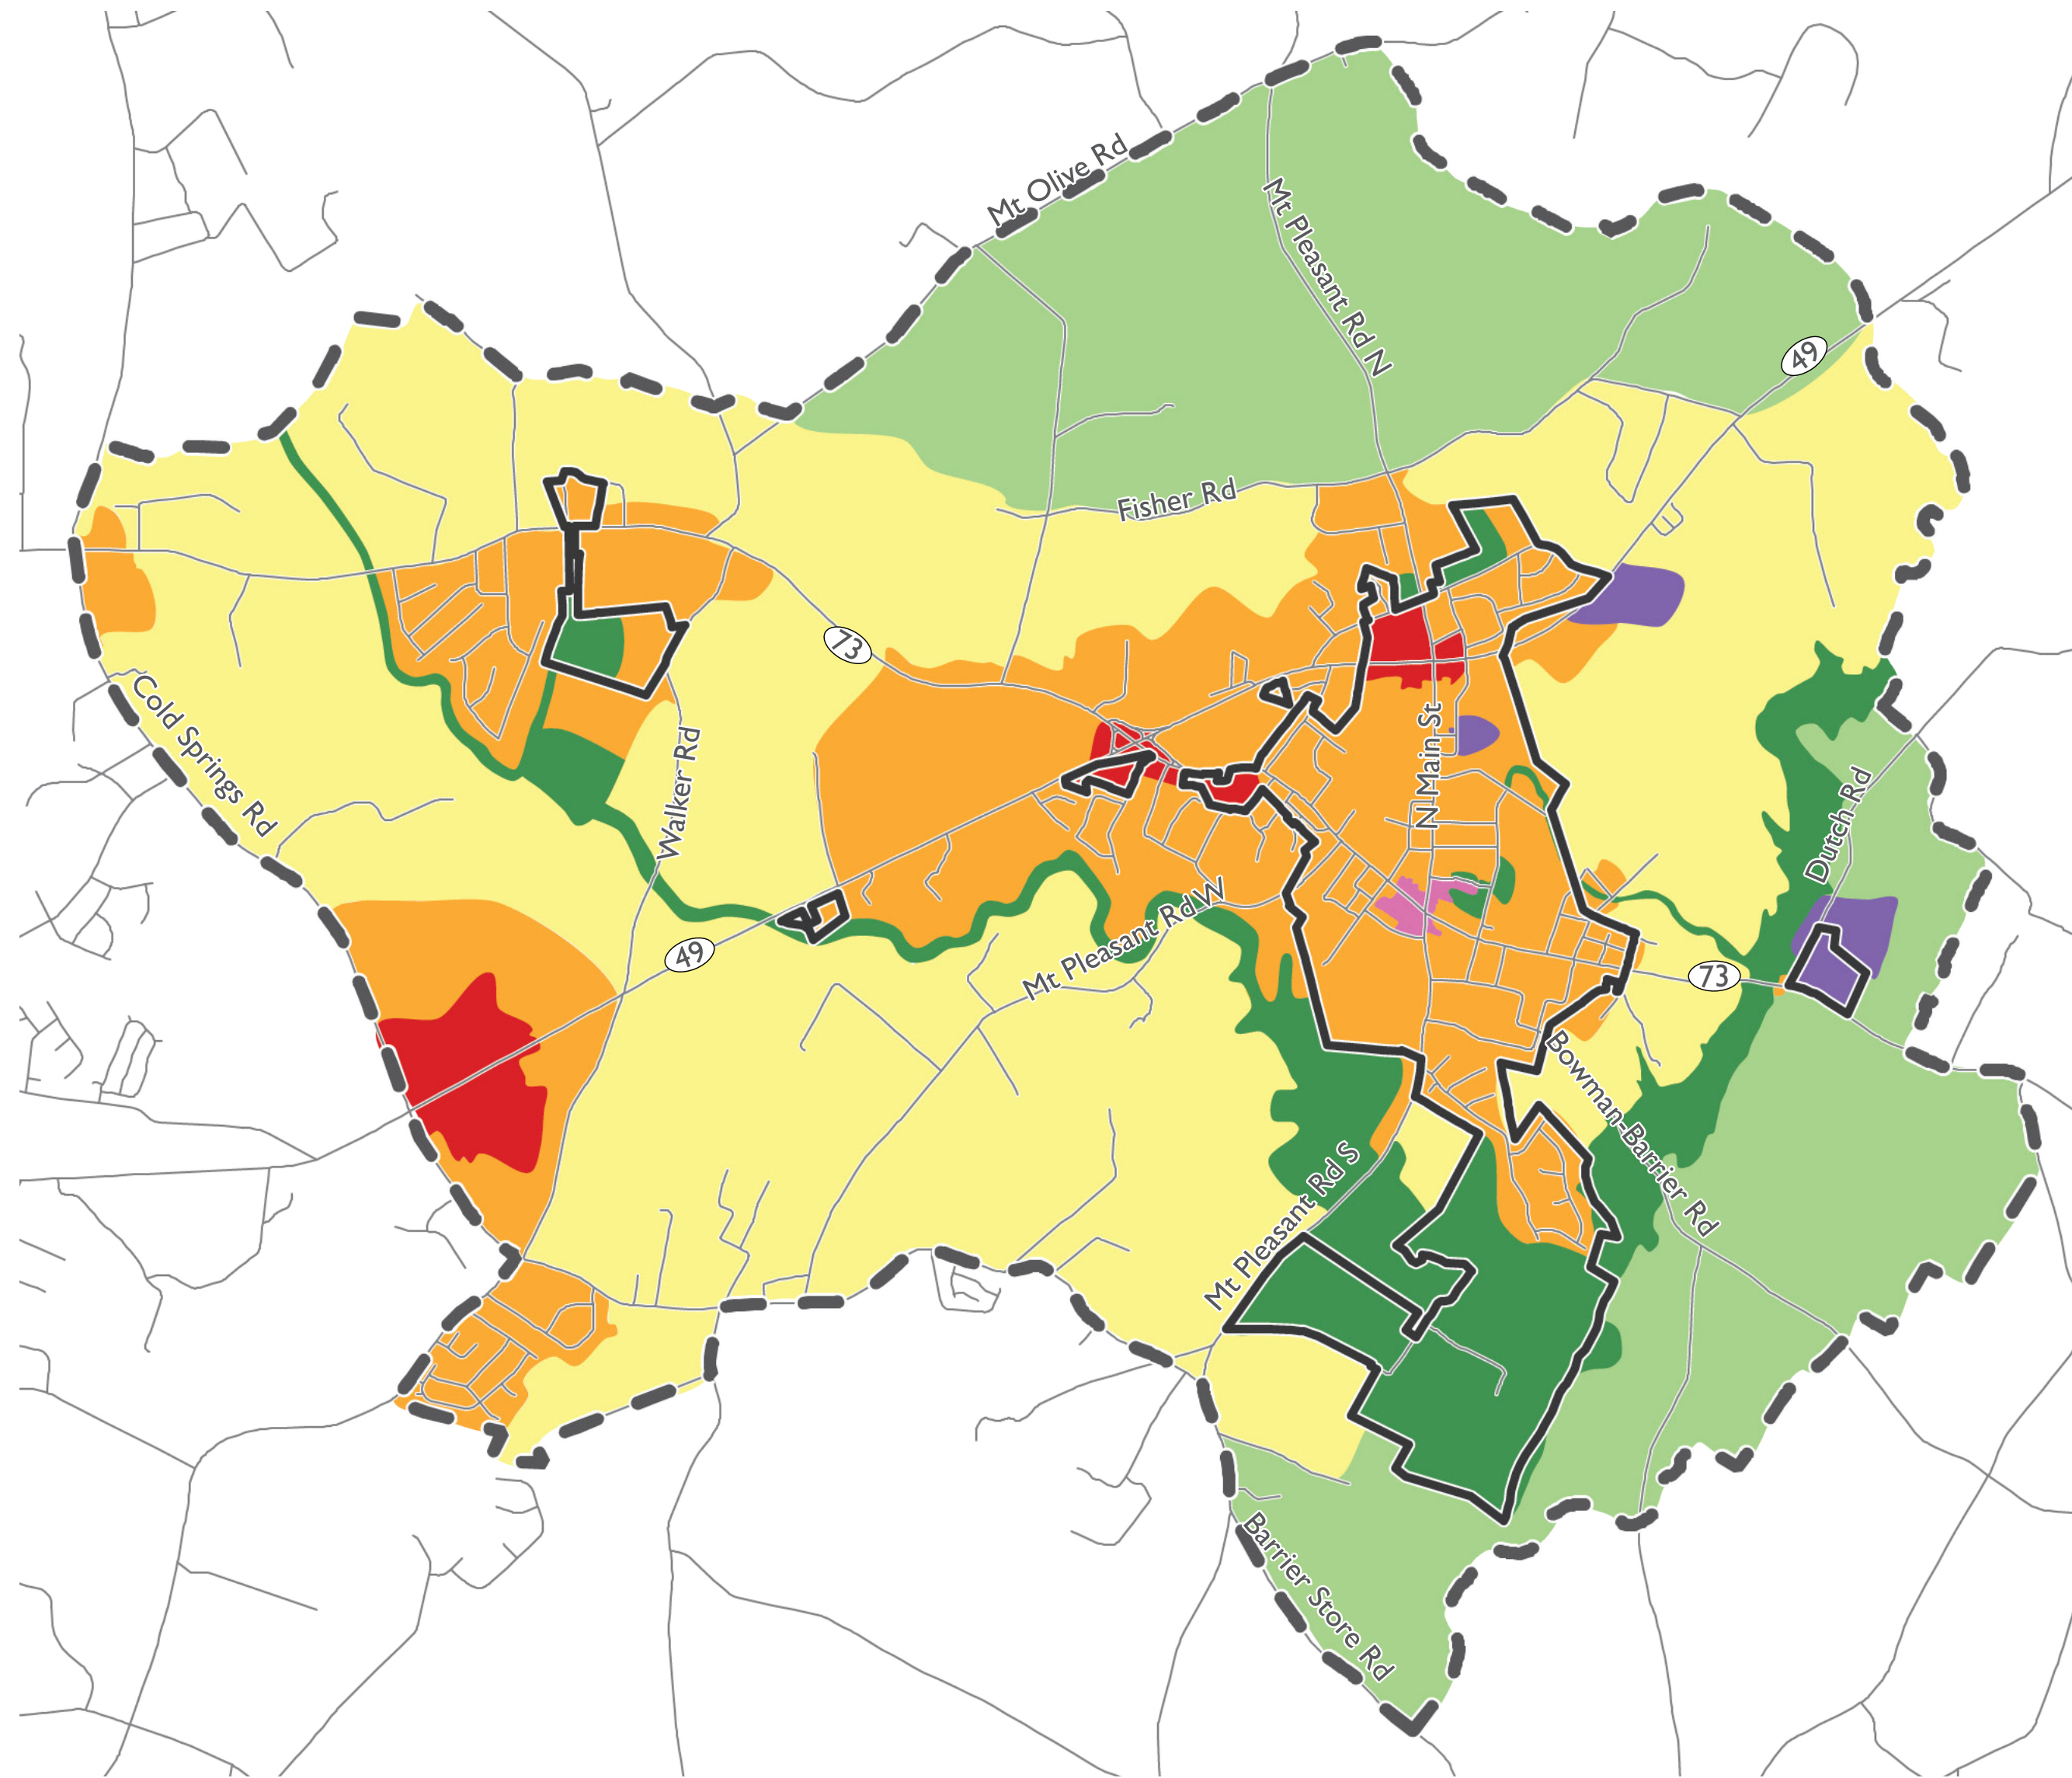 Mt Olive Rd
Mt Pleasant Rd N
49
Fisher Rd
73
Cold Springs Rd
N Main St
Walker Rd
Dutch Rd
Mt Pleasant Rd W
49
73
Bowman-Barrier Rd
Mt Pleasant Rd S
Barrier Store Rd